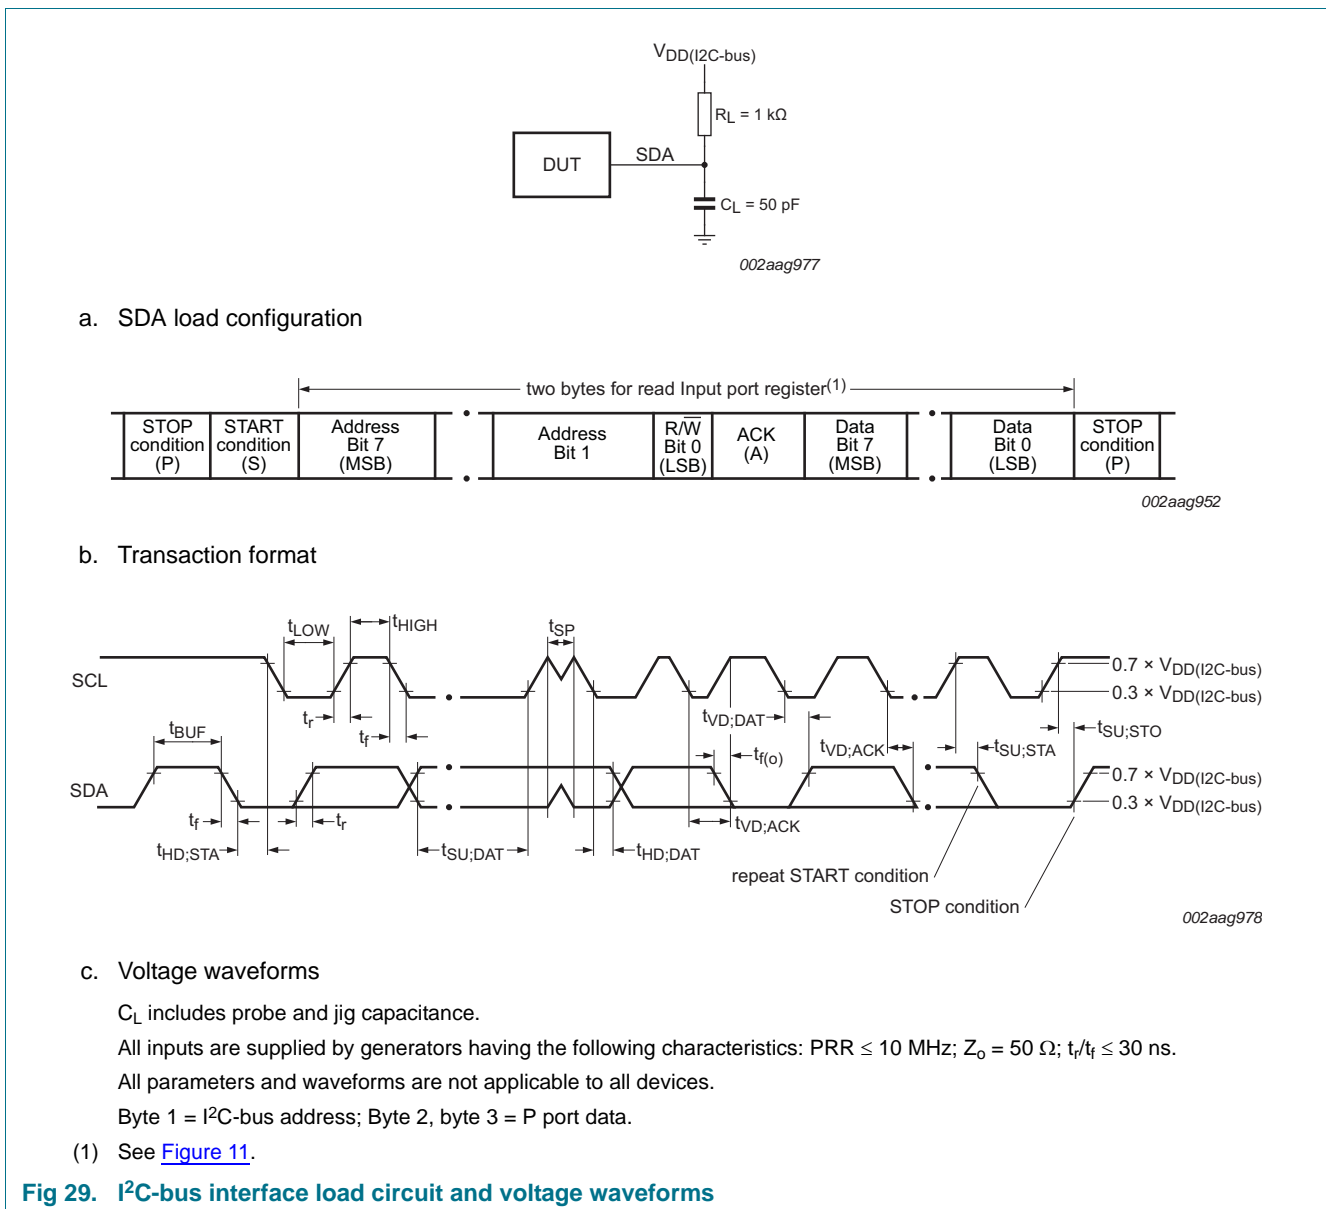 VDD(I2C-bus)
RL = 1 kΩ
DUT
SDA
CL = 50 pF
002aag977
a. SDA load configuration
two bytes for read Input port register(1)
STOP condition (P)
START condition (S)
Address Bit 7 (MSB)
Address Bit 1
R/W̅ Bit 0 (LSB)
ACK (A)
Data Bit 7 (MSB)
Data Bit 0 (LSB)
STOP condition (P)
002aag952
b. Transaction format
tLOW
tHIGH
tSP
SCL
0.7 × VDD(I2C-bus)
0.3 × VDD(I2C-bus)
tr
tf
tBUF
tVD;DAT
tf(o)
tVD;ACK
tSU;STA
tSU;STO
SDA
0.7 × VDD(I2C-bus)
0.3 × VDD(I2C-bus)
tf
tr
tVD;ACK
tHD;STA
tSU;DAT
tHD;DAT
repeat START condition
STOP condition
002aag978
c. Voltage waveforms
CL includes probe and jig capacitance.
All inputs are supplied by generators having the following characteristics: PRR ≤ 10 MHz; Zo = 50 Ω; tr/tf ≤ 30 ns.
All parameters and waveforms are not applicable to all devices.
Byte 1 = I2C-bus address; Byte 2, byte 3 = P port data.
(1) See Figure 11.
Fig 29. I2C-bus interface load circuit and voltage waveforms